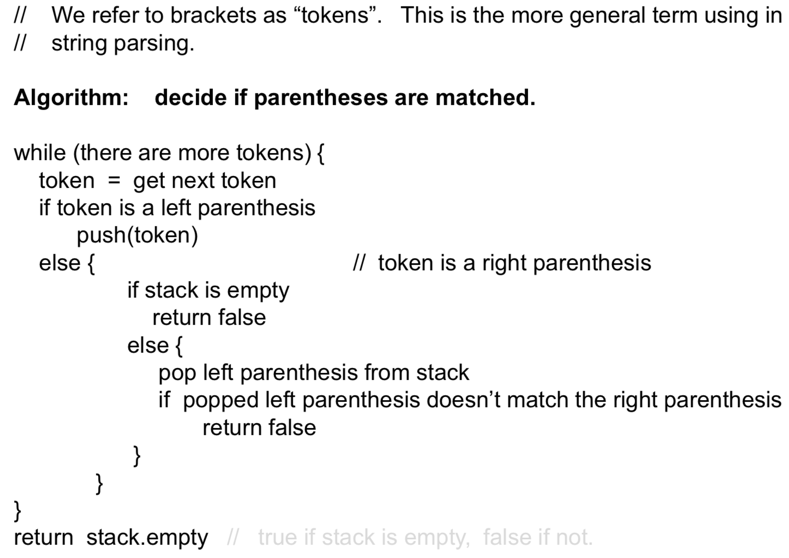 // We refer to brackets as “tokens”. This is the more general term using in
// string parsing.
Algorithm: decide if parentheses are matched.
while (there are more tokens) {
token = get next token
if token is a left parenthesis
push(token)
else { // token is a right parenthesis
if stack is empty
return false
else {
pop left parenthesis from stack
if popped left parenthesis doesn’t match the right parenthesis
return false
}
}
}
return stack.empty // true if stack is empty, false if not.